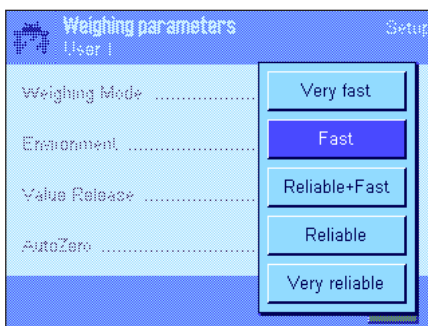 Weighing parameters
User 1
Setup
Weighing Mode ..................
Environment ..................
Value Release ..................
AutoZero ..................
Very fast
Fast
Reliable+Fast
Reliable
Very reliable